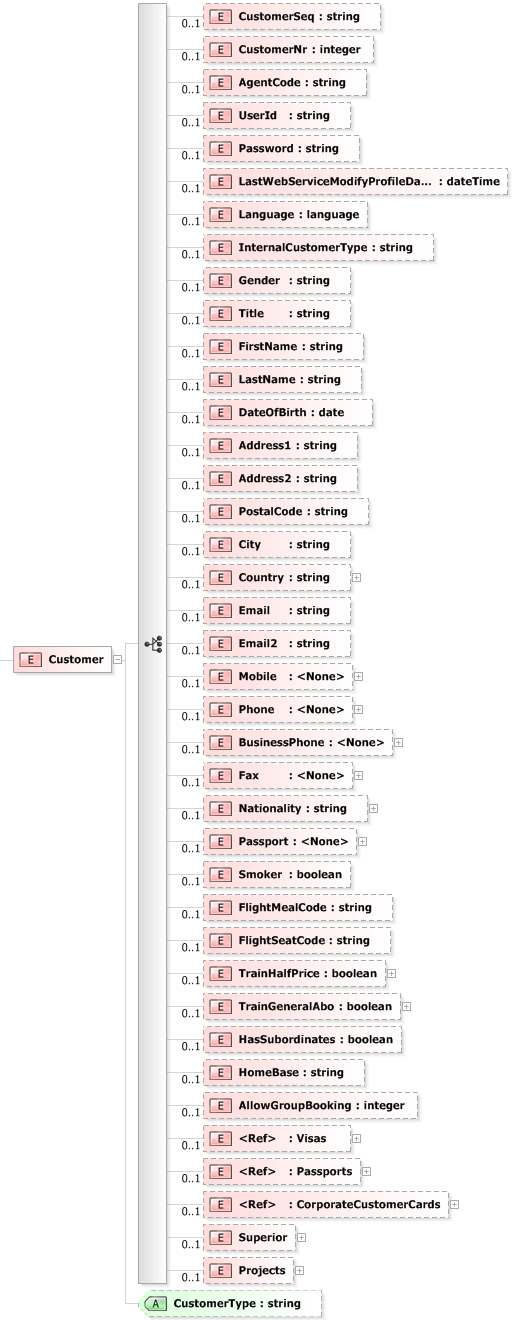 E CustomerSeq : string
0..1
E CustomerNr : integer
0..1
E AgentCode : string
0..1
E UserId : string
0..1
E Password : string
0..1
E LastWebServiceModifyProfileDa... : dateTime
0..1
E Language : language
0..1
E InternalCustomerType : string
0..1
E Gender : string
0..1
E Title : string
0..1
E FirstName : string
0..1
E LastName : string
0..1
E DateOfBirth : date
0..1
E Address1 : string
0..1
E Address2 : string
0..1
E PostalCode : string
0..1
E City : string
0..1
E Country : string
0..1
E Email : string
0..1
E Email2 : string
0..1
E Customer
E Mobile : <None>
0..1
E Phone : <None>
0..1
E BusinessPhone : <None>
0..1
E Fax : <None>
0..1
E Nationality : string
0..1
E Passport : <None>
0..1
E Smoker : boolean
0..1
E FlightMealCode : string
0..1
E FlightSeatCode : string
0..1
E TrainHalfPrice : boolean
0..1
E TrainGeneralAbo : boolean
0..1
E HasSubordinates : boolean
0..1
E HomeBase : string
0..1
E AllowGroupBooking : integer
0..1
E <Ref> : Visas
0..1
E <Ref> : Passports
0..1
E <Ref> : CorporateCustomerCards
0..1
E Superior
0..1
E Projects
0..1
A CustomerType : string